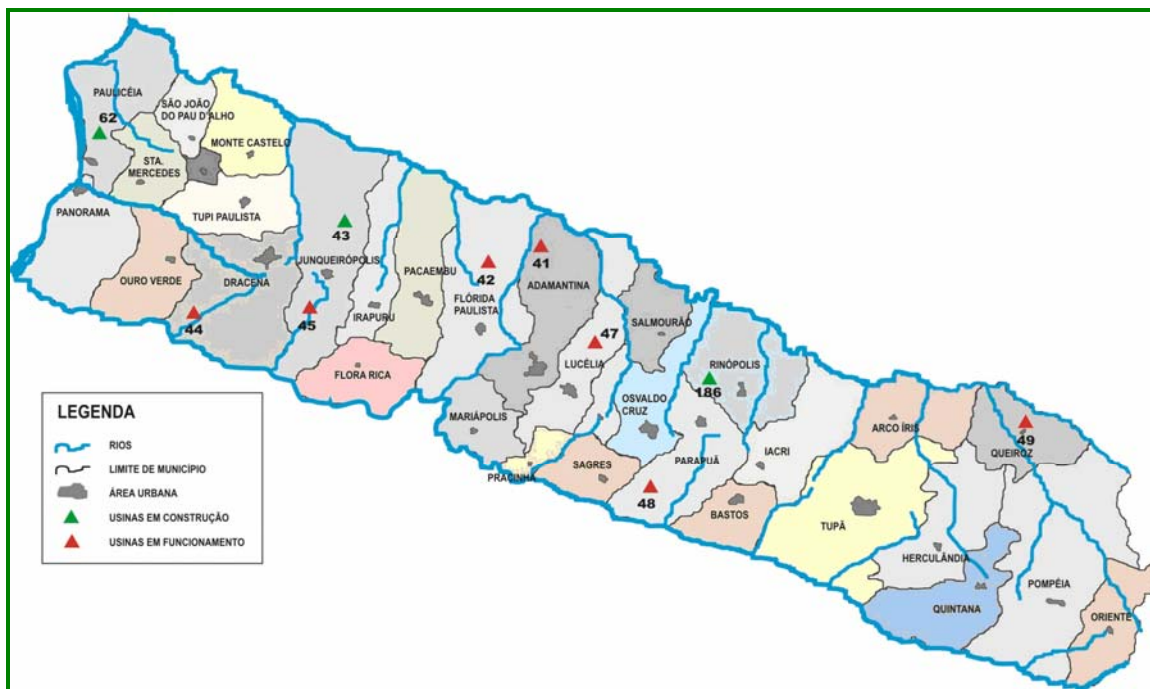 PAULICÉIA
62
SÃO JOÃO
DO PAU D'ALHO
MONTE CASTELO
STA.
MERCEDES
PANORAMA
TUPI PAULISTA
OURO VERDE
DRACENA
44
43
JUNQUEIRÓPOLIS
45
IRAPURU
PACAEMBU
FLORA RICA
42
FLÓRIDA
PAULISTA
41
ADAMANTINA
MARIÁPOLIS
47
LUCÉLIA
PRACINHA
SALMOURÃO
OSVALDO
CRUZ
SAGRES
RINÓPOLIS
186
PARAPUÃ
48
IACRI
BASTOS
ARCO ÍRIS
TUPÃ
49
QUEIROZ
HERCULÂNDIA
QUINTANA
POMPÉIA
ORIENTE
LEGENDA
RIOS
LIMITE DE MUNICÍPIO
ÁREA URBANA
USINAS EM CONSTRUÇÃO
USINAS EM FUNCIONAMENTO